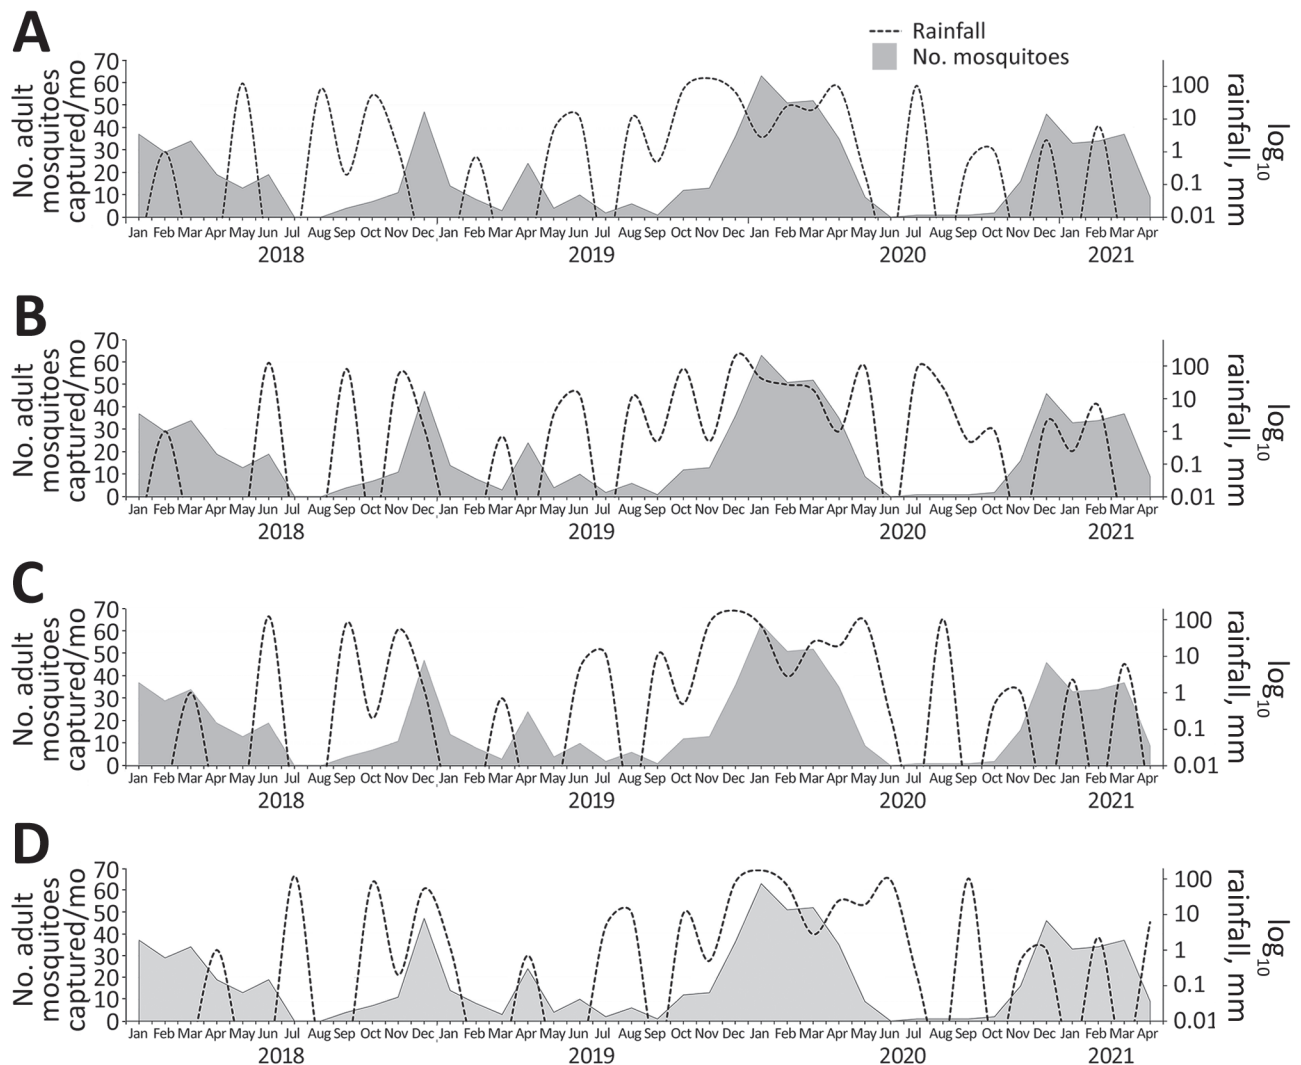 A
Rainfall
No. mosquitoes
No. adult
mosquitoes
captured/mo
70
60
50
40
30
20
10
0
100
10
1
0.1
0.01
log10
rainfall, mm
Jan Feb Mar Apr May Jun Jul Aug Sep Oct Nov Dec Jan Feb Mar Apr May Jun Jul Aug Sep Oct Nov Dec Jan Feb Mar Apr May Jun Jul Aug Sep Oct Nov Dec Jan Feb Mar Apr
2018 2019 2020 2021
B
No. adult
mosquitoes
captured/mo
70
60
50
40
30
20
10
0
100
10
1
0.1
0.01
log10
rainfall, mm
Jan Feb Mar Apr May Jun Jul Aug Sep Oct Nov Dec Jan Feb Mar Apr May Jun Jul Aug Sep Oct Nov Dec Jan Feb Mar Apr May Jun Jul Aug Sep Oct Nov Dec Jan Feb Mar Apr
2018 2019 2020 2021
C
No. adult
mosquitoes
captured/mo
70
60
50
40
30
20
10
0
100
10
1
0.1
0.01
log10
rainfall, mm
Jan Feb Mar Apr May Jun Jul Aug Sep Oct Nov Dec Jan Feb Mar Apr May Jun Jul Aug Sep Oct Nov Dec Jan Feb Mar Apr May Jun Jul Aug Sep Oct Nov Dec Jan Feb Mar Apr
2018 2019 2020 2021
D
No. adult
mosquitoes
captured/mo
70
60
50
40
30
20
10
0
100
10
1
0.1
0.01
log10
rainfall, mm
Jan Feb Mar Apr May Jun Jul Aug Sep Oct Nov Dec Jan Feb Mar Apr May Jun Jul Aug Sep Oct Nov Dec Jan Feb Mar Apr May Jun Jul Aug Sep Oct Nov Dec Jan Feb Mar Apr
2018 2019 2020 2021